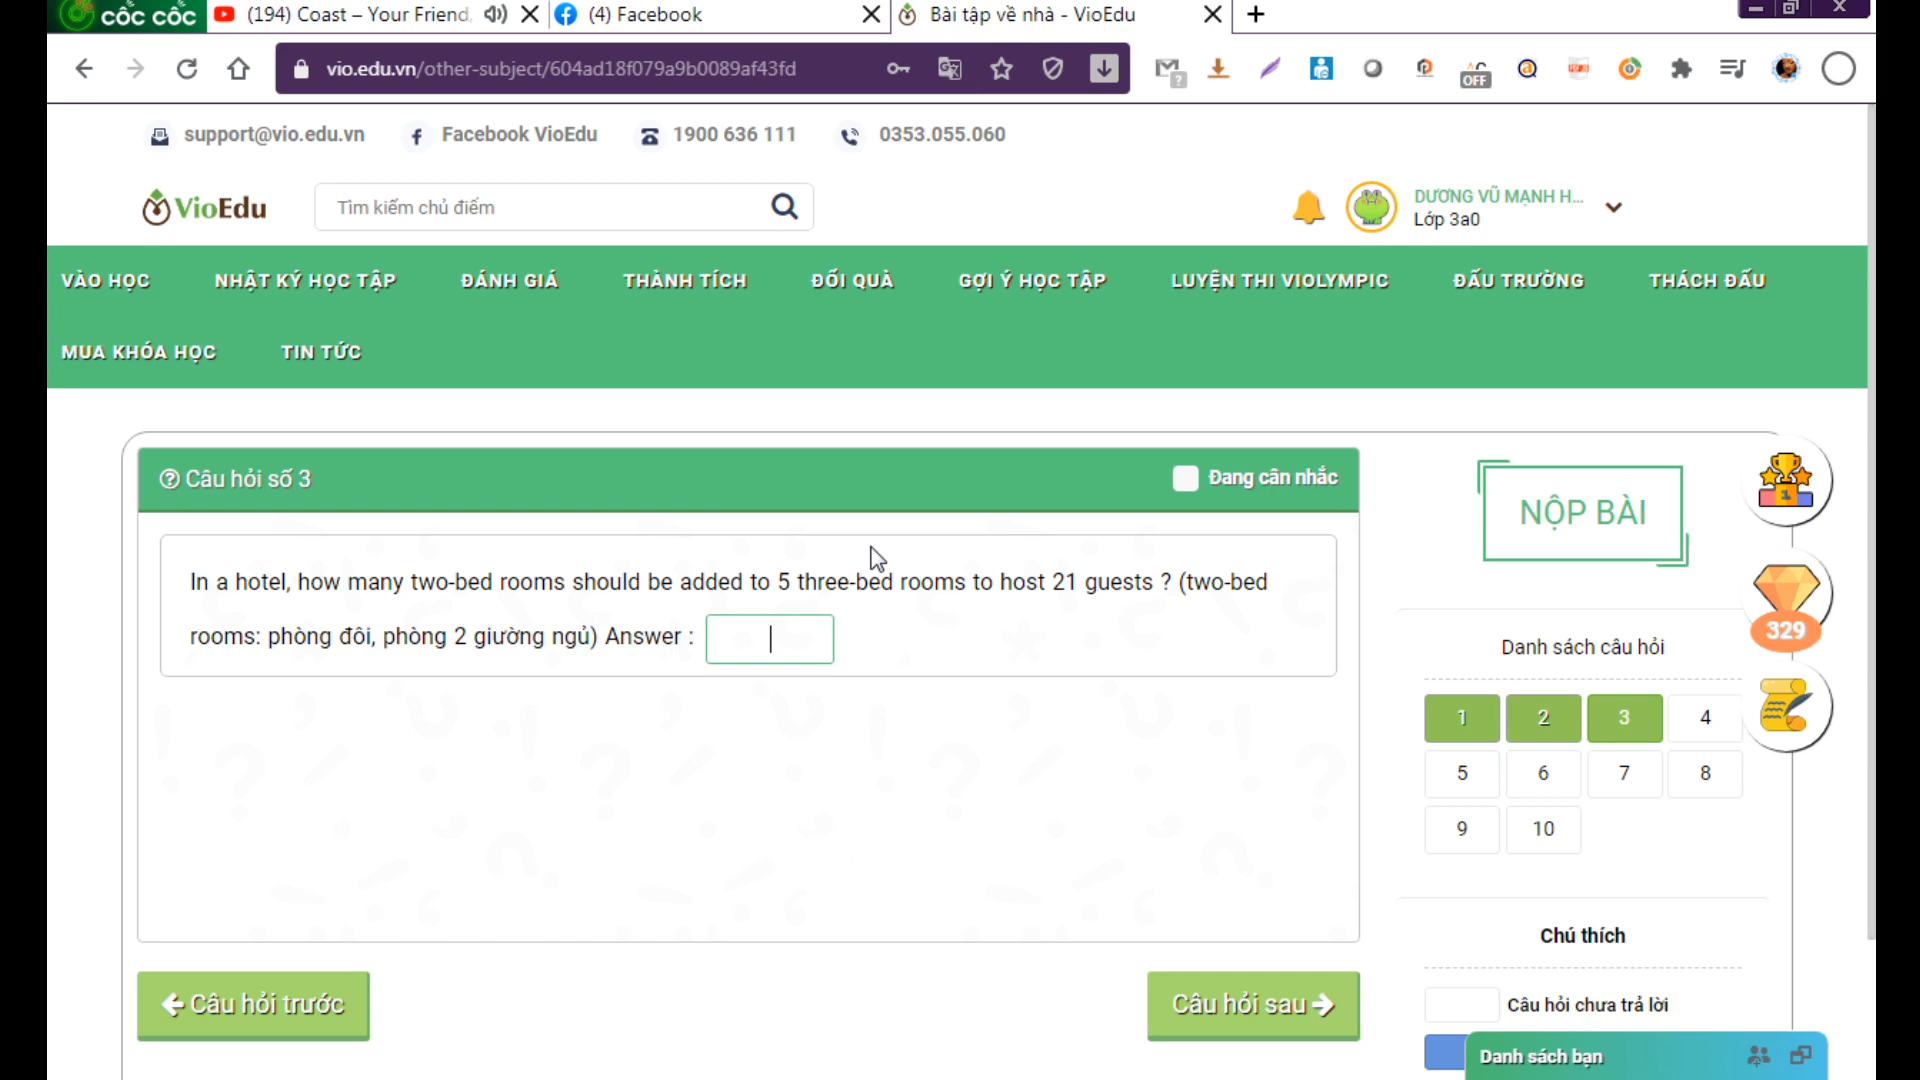 cốc cốc (194) Coast – Your Friend, (4) Facebook Bài tập về nhà - VioEdu
vio.edu.vn/other-subject/604ad18f079a9b0089af43fd OFF
support@vio.edu.vn Facebook VioEdu 1900 636 111 0353.055.060
VioEdu Tìm kiếm chủ điểm DƯƠNG VŨ MẠNH H...
Lớp 3a0
VÀO HỌC NHẬT KÝ HỌC TẬP ĐÁNH GIÁ THÀNH TÍCH ĐỔI QUÀ GỢI Ý HỌC TẬP LUYỆN THI VIOLYMPIC ĐẤU TRƯỜNG THÁCH ĐẤU
MUA KHÓA HỌC TIN TỨC
Câu hỏi số 3 Đang cân nhắc
In a hotel, how many two-bed rooms should be added to 5 three-bed rooms to host 21 guests ? (two-bed
rooms: phòng đôi, phòng 2 giường ngủ) Answer :
NỘP BÀI
1
329
Danh sách câu hỏi
1 2 3 4
5 6 7 8
9 10
Chú thích
Câu hỏi trước Câu hỏi sau
Câu hỏi chưa trả lời
Danh sách bạn